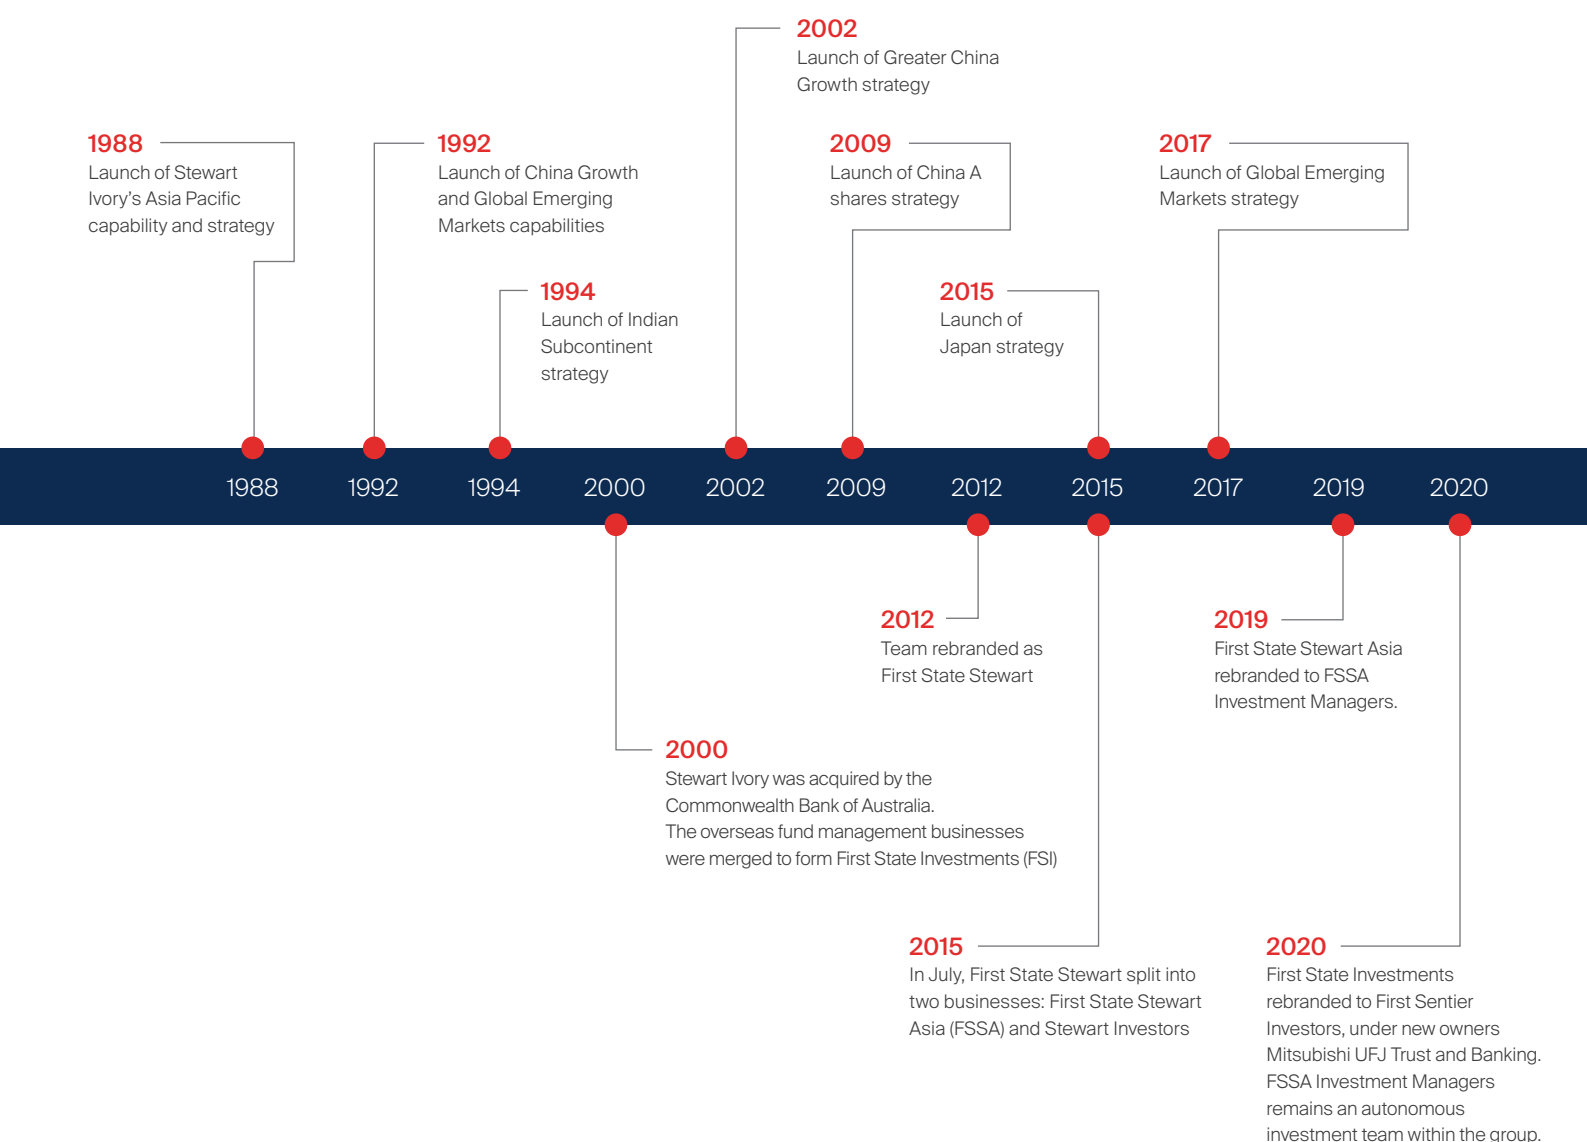 2002
Launch of Greater China
Growth strategy
1988
Launch of Stewart
Ivory's Asia Pacific
capability and strategy
1992
Launch of China Growth
and Global Emerging
Markets capabilities
2009
Launch of China A
shares strategy
2017
Launch of Global Emerging
Markets strategy
1994
Launch of Indian
Subcontinent
strategy
2015
Launch of
Japan strategy
1988 1992 1994 2000 2002 2009 2012 2015 2017 2019 2020
2012
Team rebranded as
First State Stewart
2019
First State Stewart Asia
rebranded to FSSA
Investment Managers.
2000
Stewart Ivory was acquired by the
Commonwealth Bank of Australia.
The overseas fund management businesses
were merged to form First State Investments (FSI)
2015
In July, First State Stewart split into
two businesses: First State Stewart
Asia (FSSA) and Stewart Investors
2020
First State Investments
rebranded to First Sentier
Investors, under new owners
Mitsubishi UFJ Trust and Banking.
FSSA Investment Managers
remains an autonomous
investment team within the group.